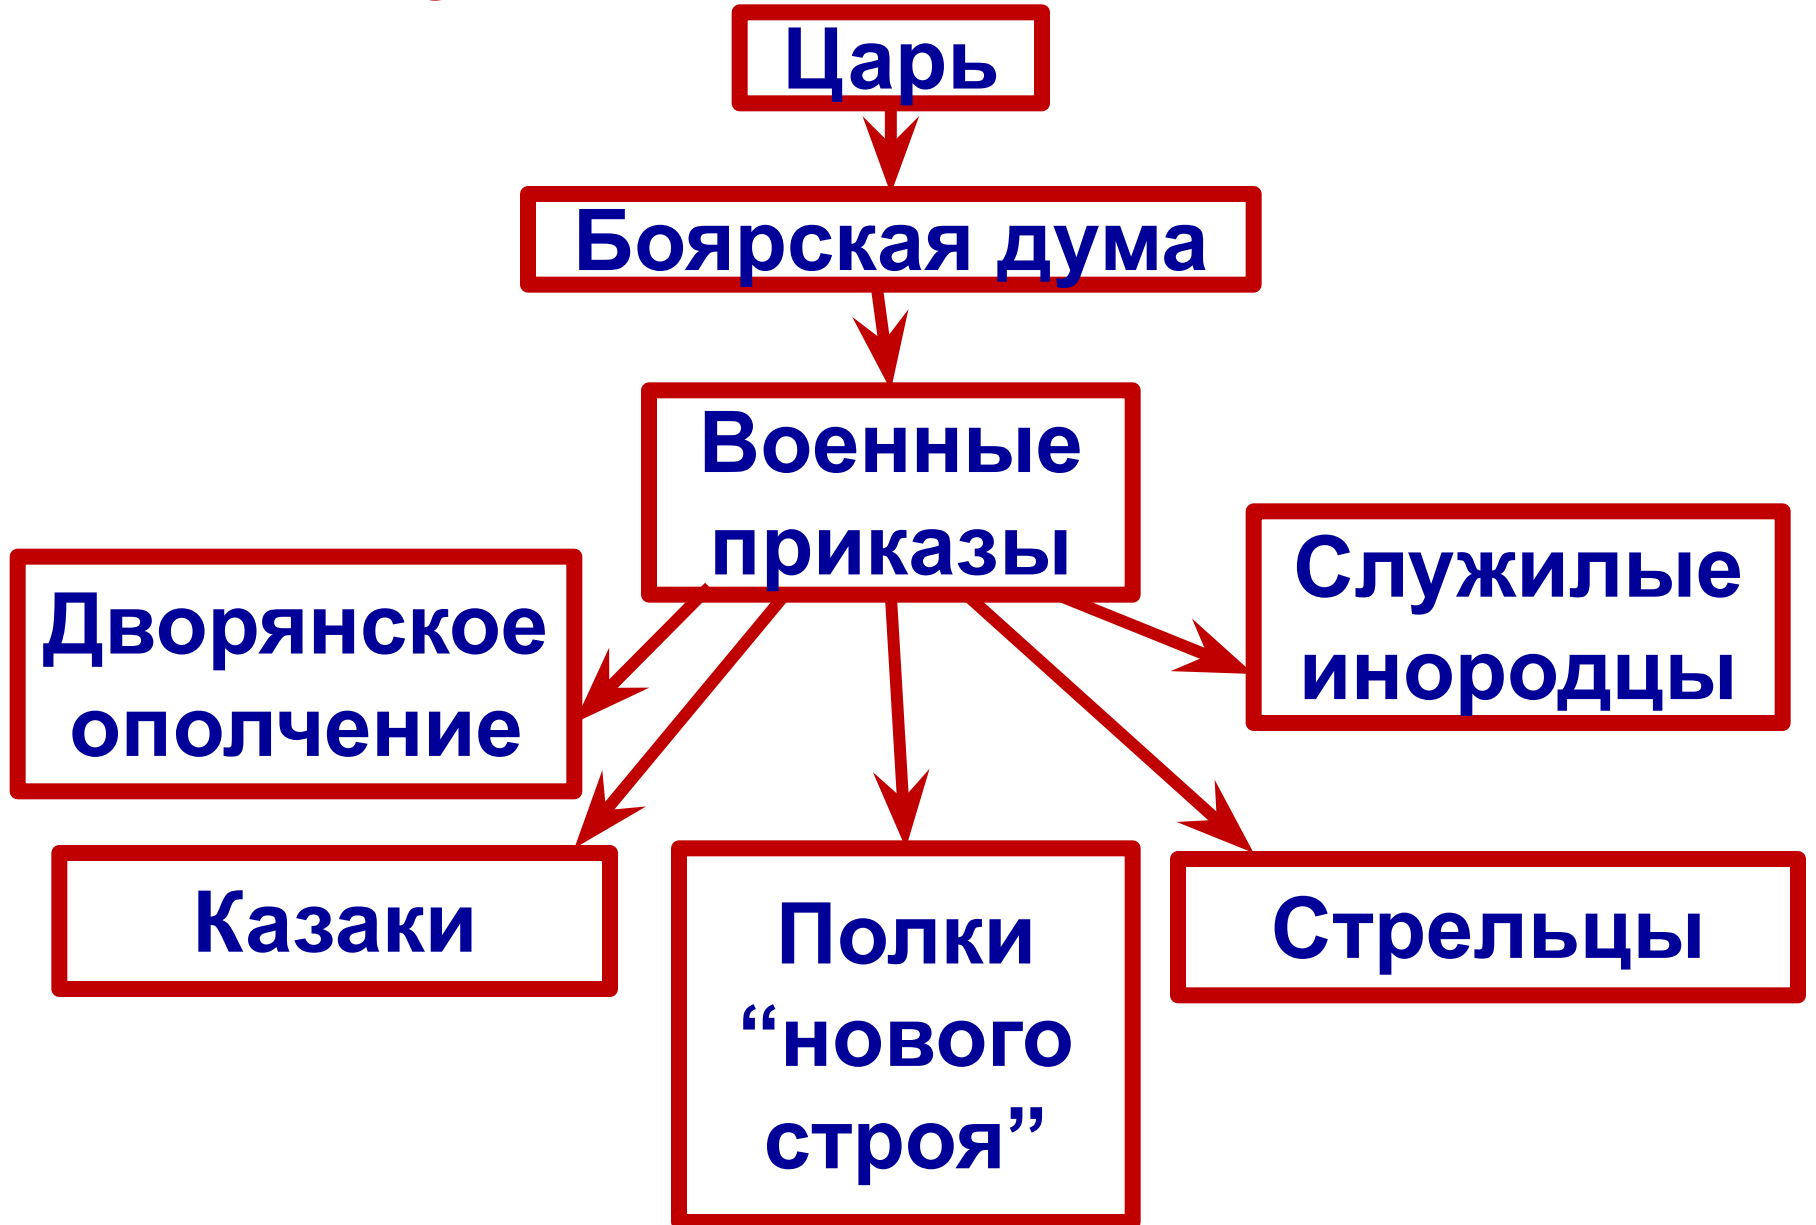 Царь
Боярская дума
Военные
приказы
Служилые
инородцы
Дворянское
ополчение
Казаки
Полки
“нового
строя”
Стрельцы